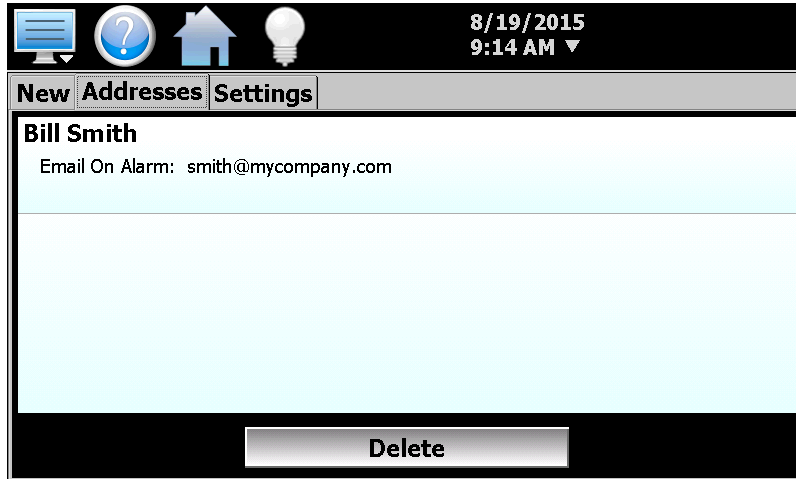 8/19/2015
9:14 AM ▼
New Addresses Settings
Bill Smith
Email On Alarm: smith@mycompany.com
Delete